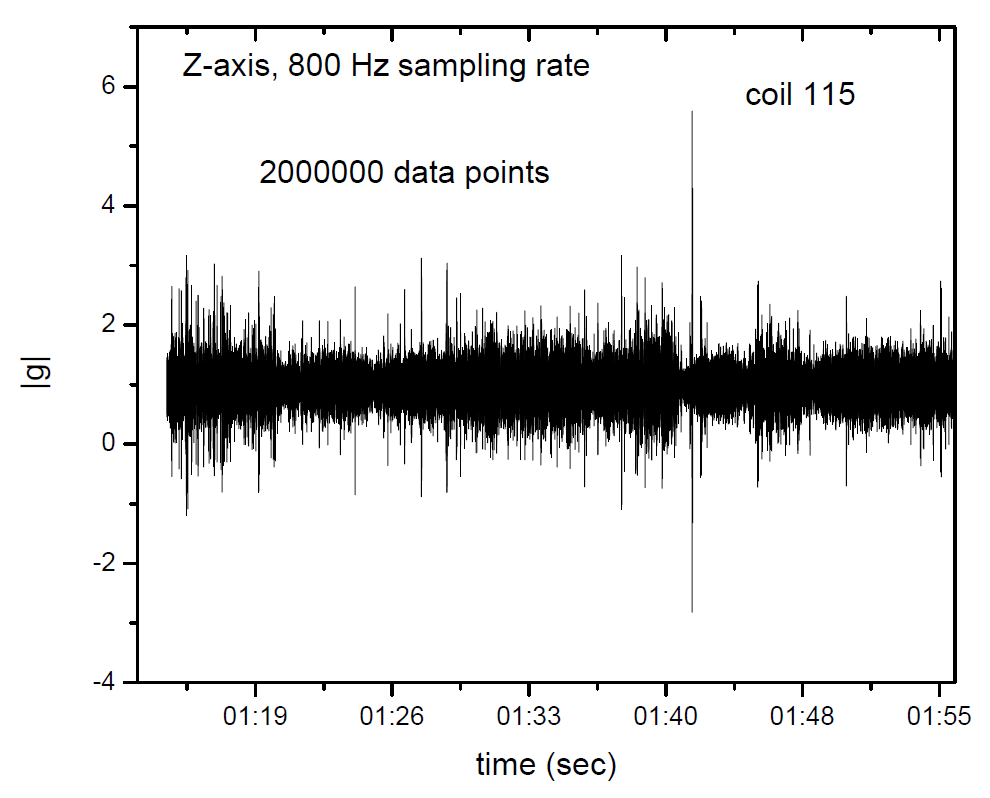 Z-axis, 800 Hz sampling rate
coil 115
2000000 data points
6
4
2
0
-2
-4
|g|
01:19 01:26 01:33 01:40 01:48 01:55
time (sec)